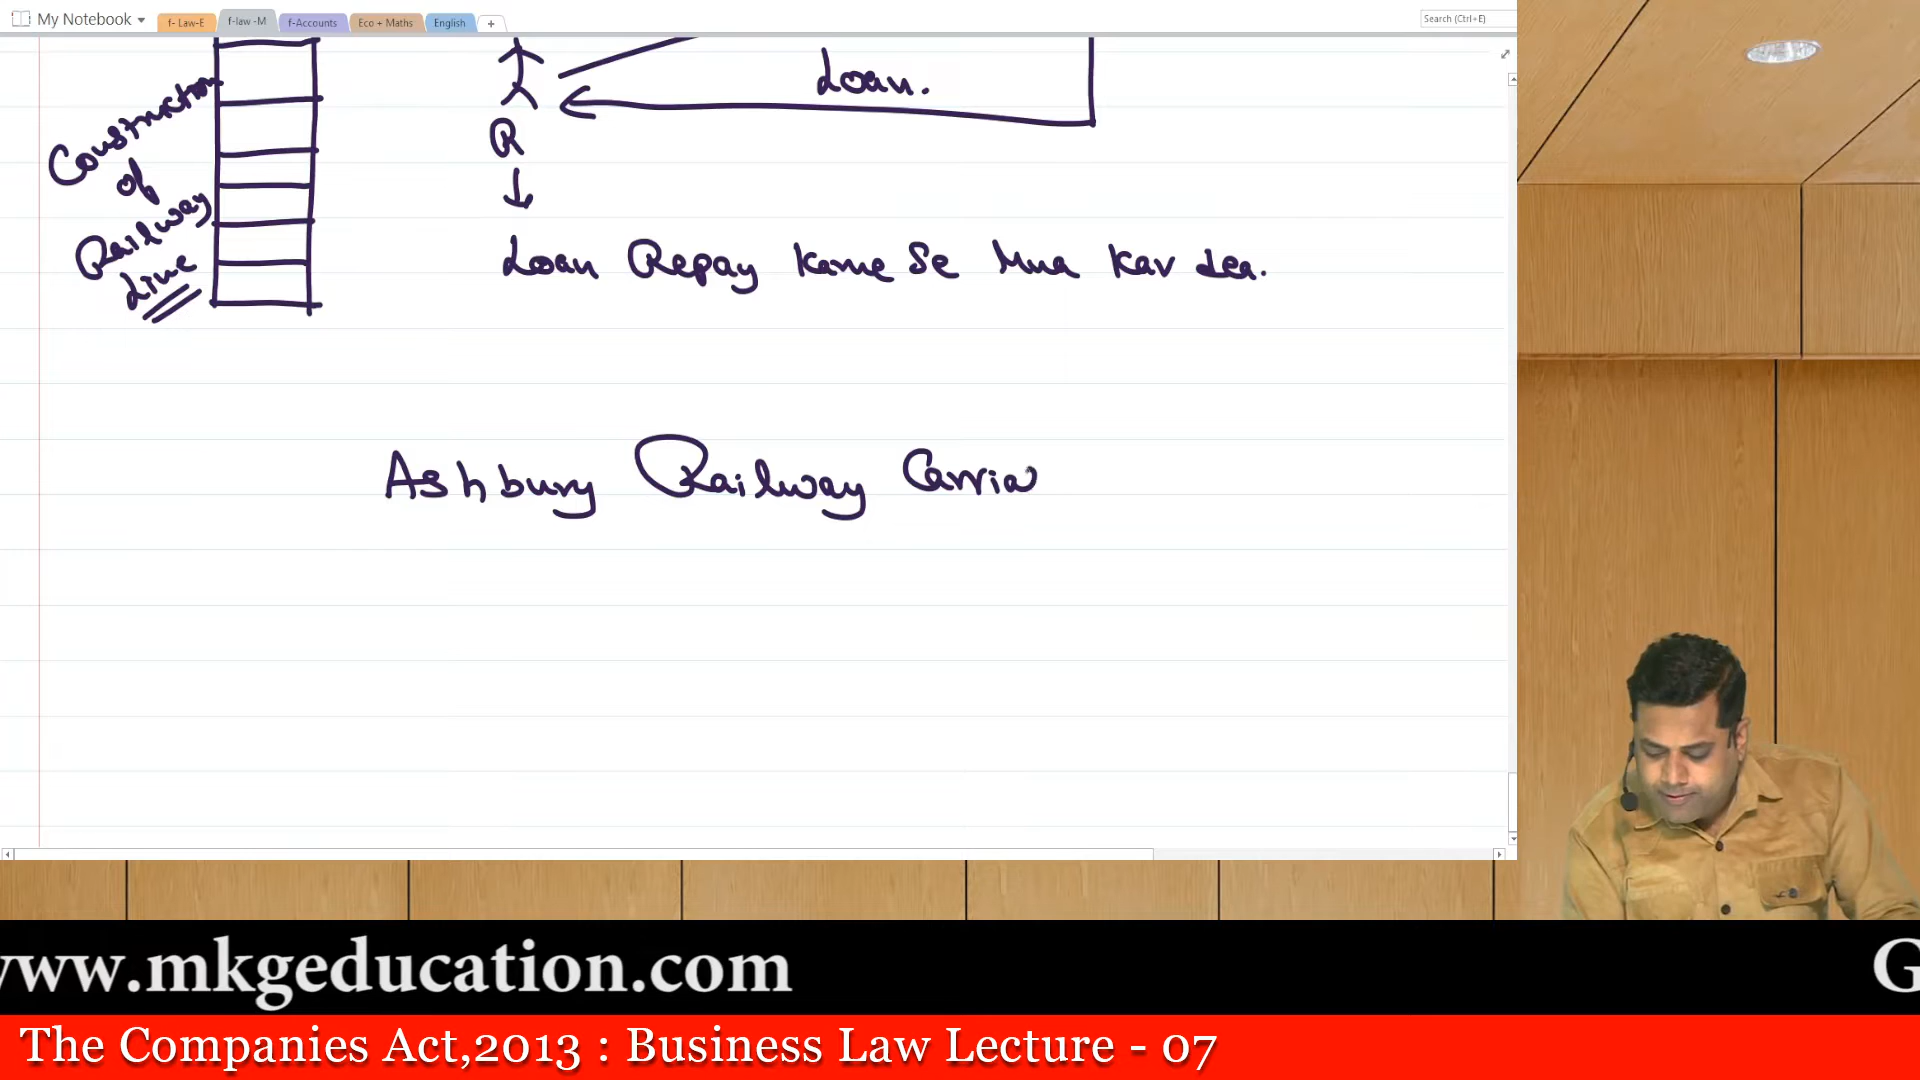 My Notebook
f- Law-E
f-law -M
f-Accounts
Eco + Maths
English
+
Search (Ctrl+E)
Loan.
Construction
of
Railway
Line
R
Loan Repay Karne Se Mna Kar dea.
Ashbury Railway Carria
www.mkgeducation.com
G
The Companies Act,2013 : Business Law Lecture - 07